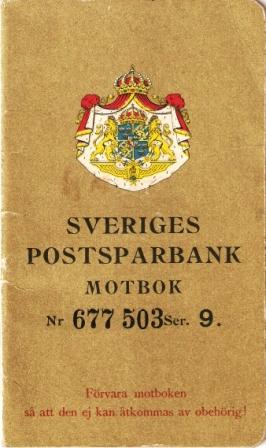 SVERIGES
POSTSPARBANK
MOTBOK
Nr 677 503 Ser. 9.
Förvara motboken
så att den ej kan åtkommas av obehörig!